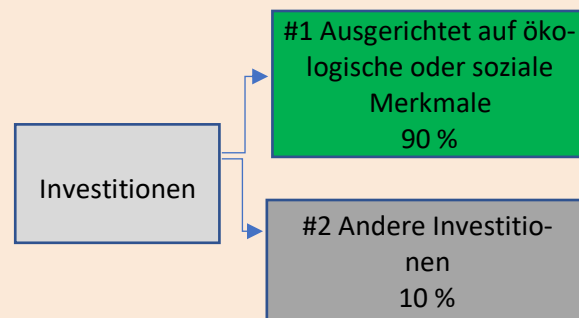 #1 Ausgerichtet auf öko-
logische oder soziale
Merkmale
90 %
Investitionen
#2 Andere Investitio-
nen
10 %